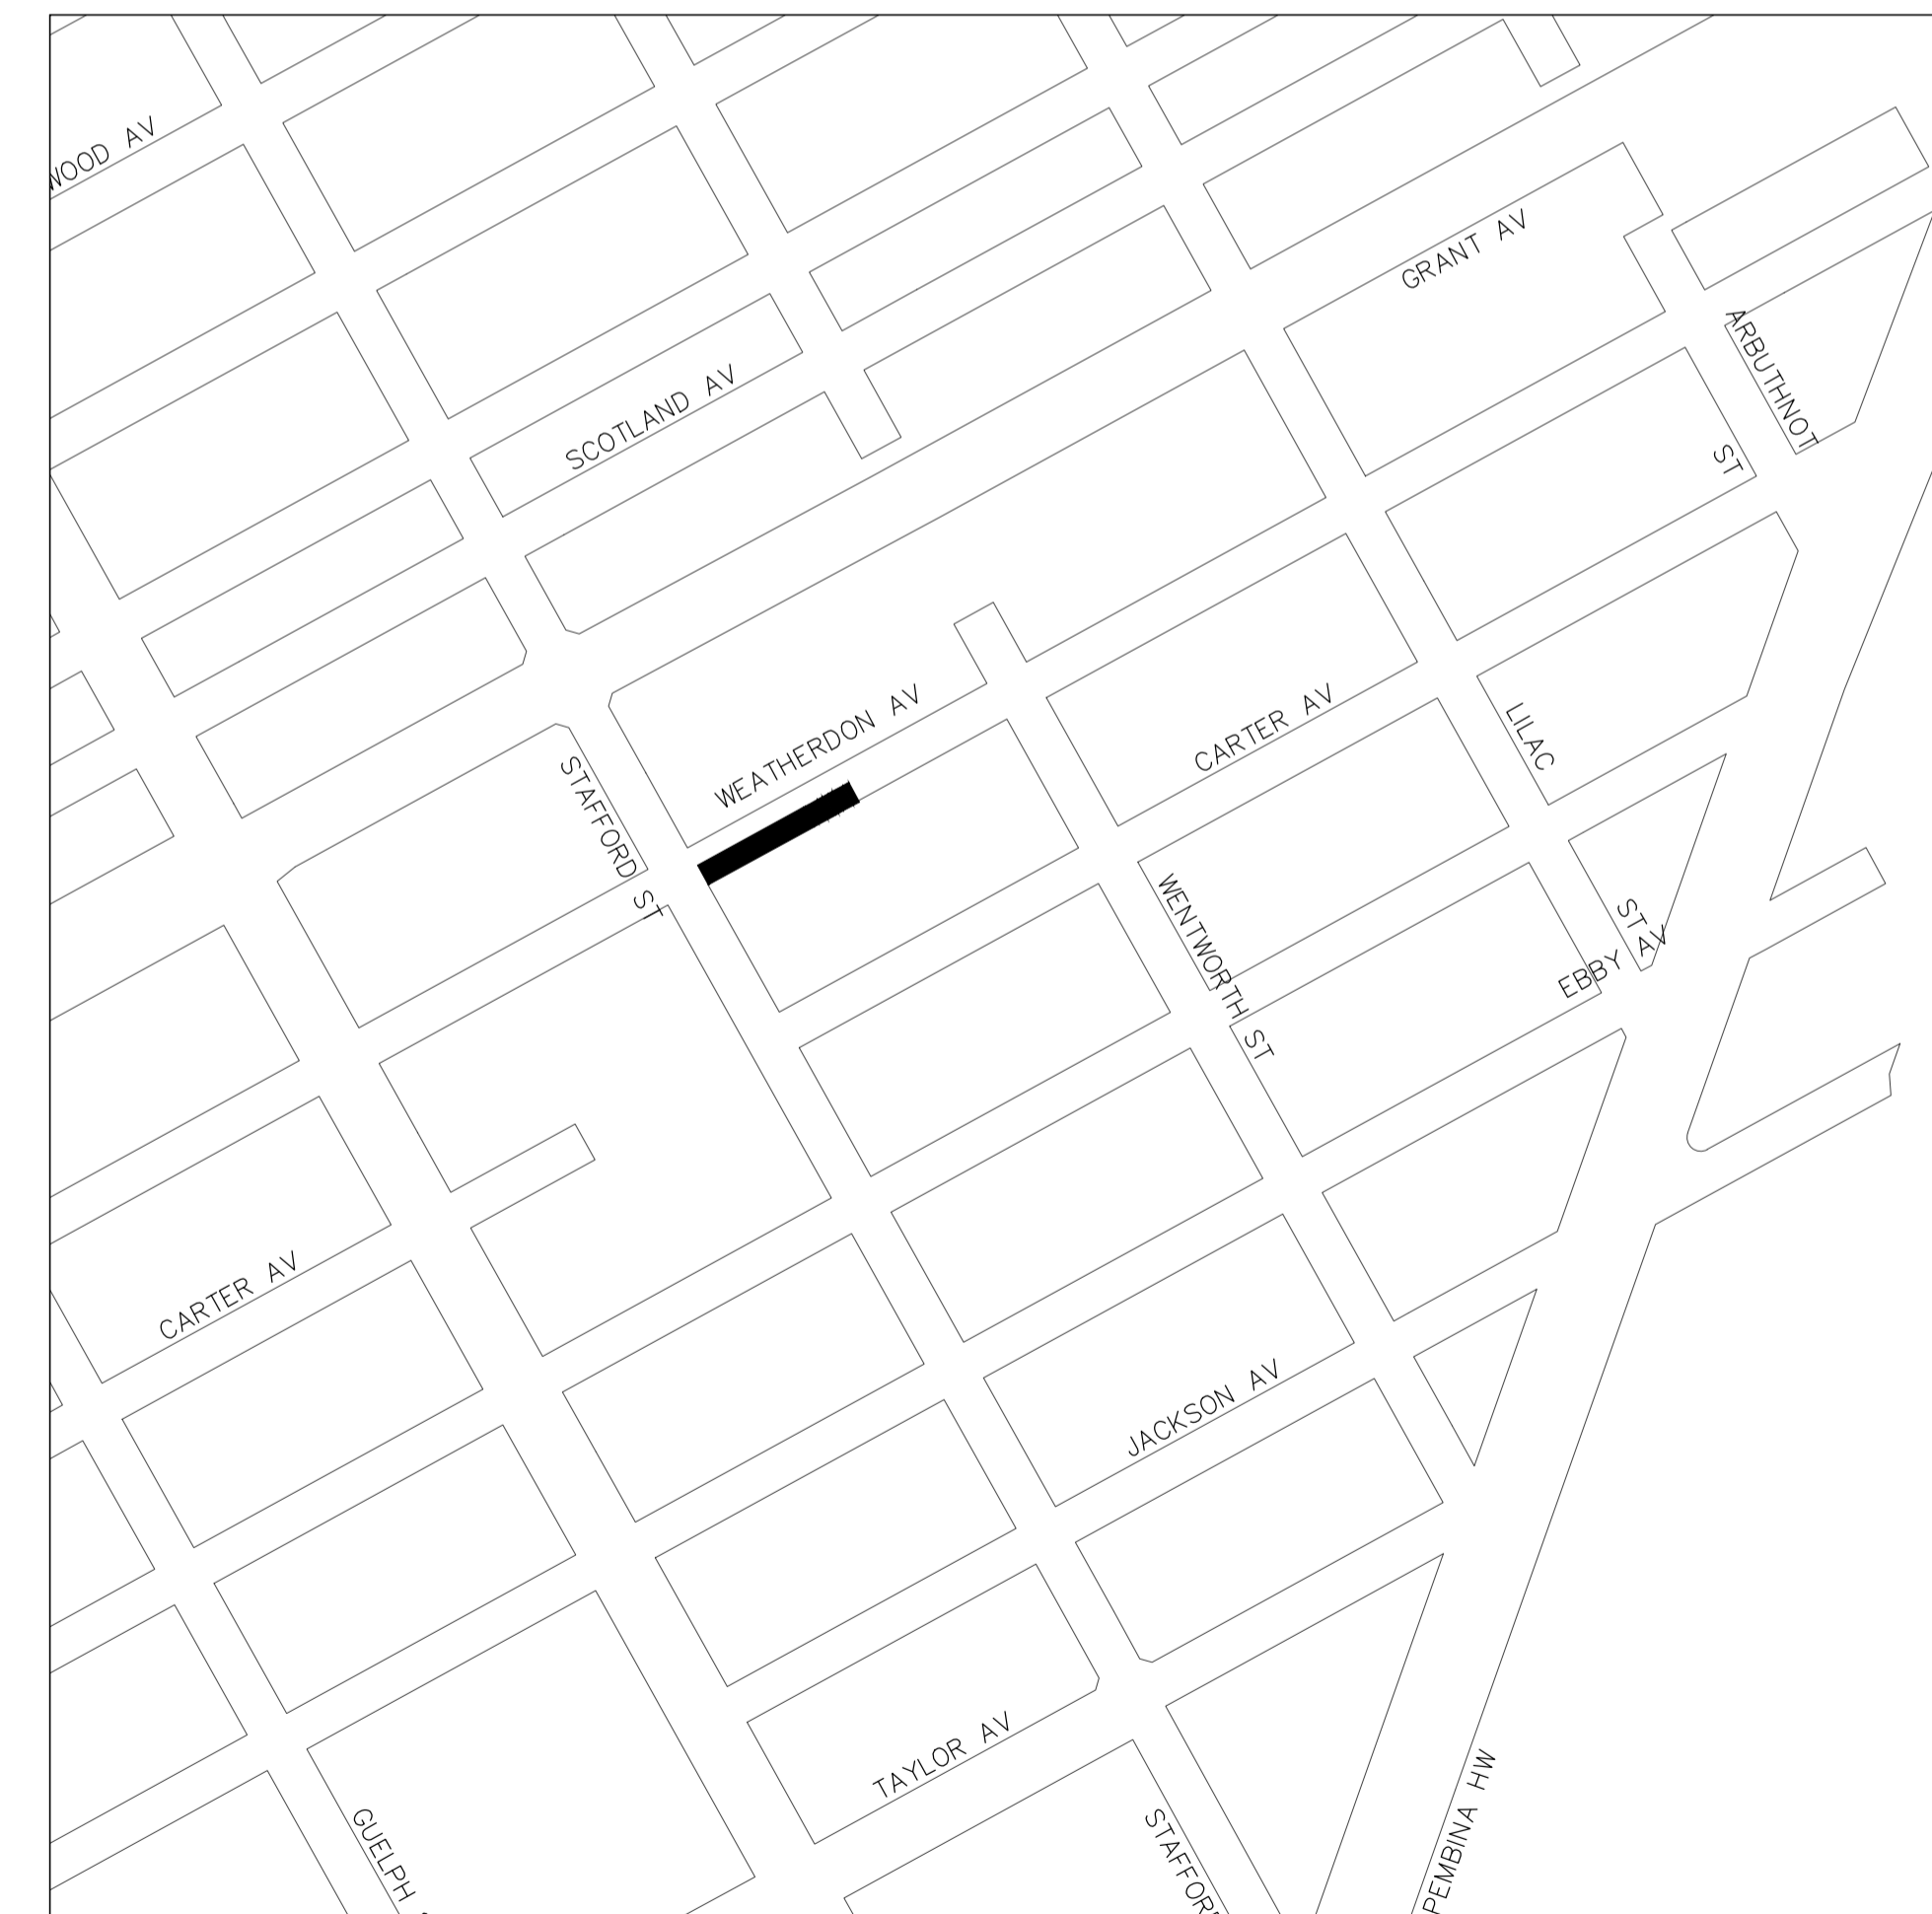 WOOD AV
GRANT AV
ARBUTHNOT ST
SCOTLAND AV
WEATHERDON AV
CARTER AV
LILAC ST
STAFFORD ST
WENTWORTH ST
EBBY AV
CARTER AV
JACKSON AV
TAYLOR AV
PEMBINA HW
GUELPH
STAFFOR